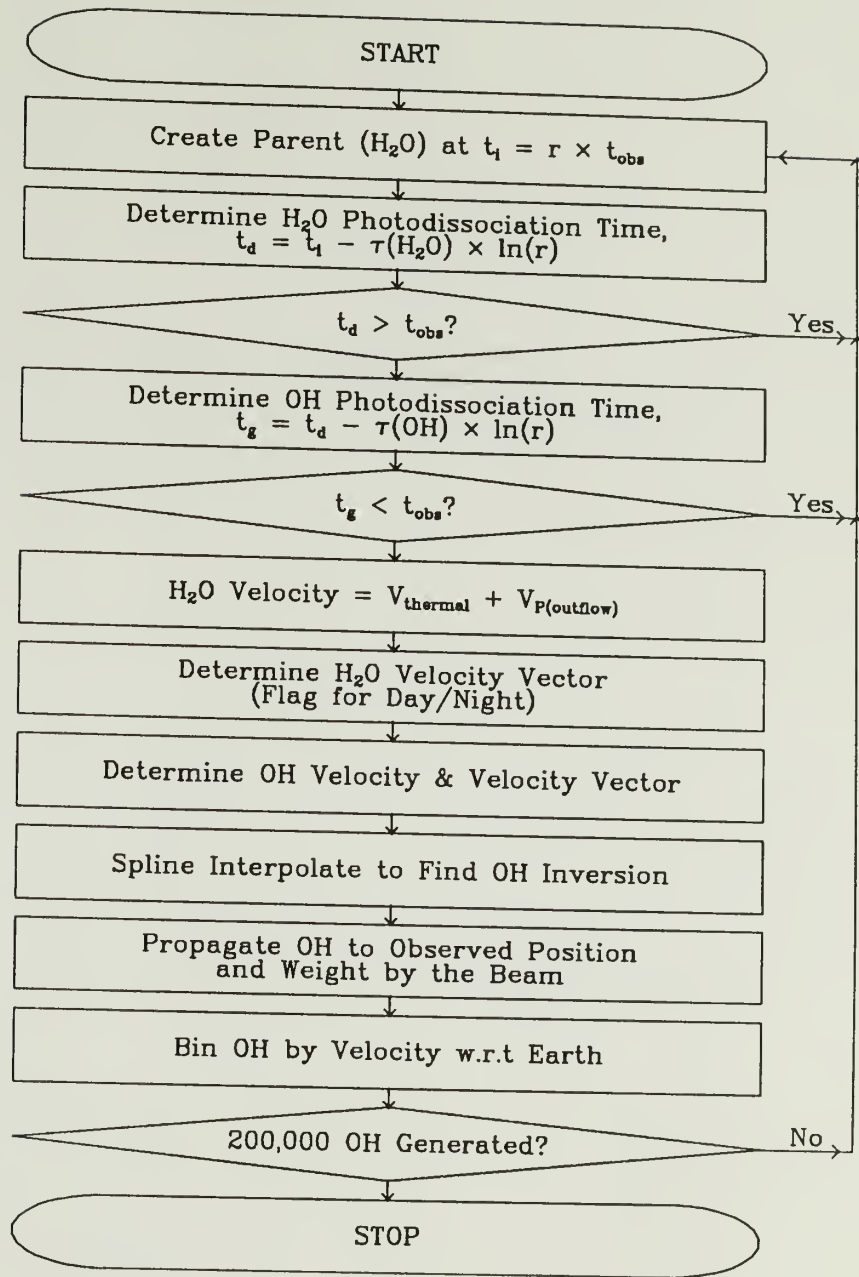 START
Create Parent (H₂O) at tᵢ = r × t_obs
Determine H₂O Photodissociation Time,
t_d = tᵢ − τ(H₂O) × ln(r)
t_d > t_obs?
Yes
Determine OH Photodissociation Time,
t_g = t_d − τ(OH) × ln(r)
t_g < t_obs?
Yes
H₂O Velocity = V_thermal + V_P(outflow)
Determine H₂O Velocity Vector
(Flag for Day/Night)
Determine OH Velocity & Velocity Vector
Spline Interpolate to Find OH Inversion
Propagate OH to Observed Position
and Weight by the Beam
Bin OH by Velocity w.r.t Earth
200,000 OH Generated?
No
STOP